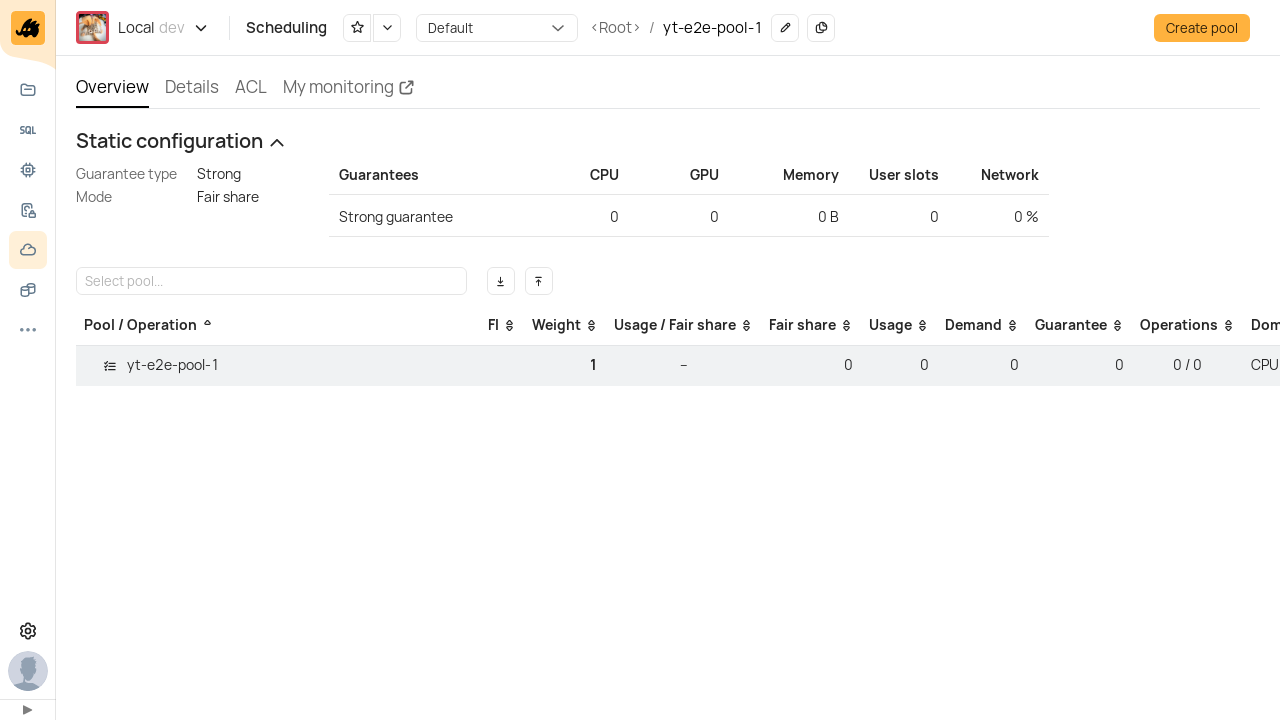 Local dev Scheduling Default <Root> / yt-e2e-pool-1 Create pool
Overview Details ACL My monitoring
SQL
Static configuration
Guarantee type Strong
Mode Fair share
Guarantees CPU GPU Memory User slots Network
Strong guarantee 0 0 0 B 0 0 %
Select pool...
Pool / Operation FI Weight Usage / Fair share Fair share Usage Demand Guarantee Operations Dom
yt-e2e-pool-1 1 – 0 0 0 0 0 / 0 CPU